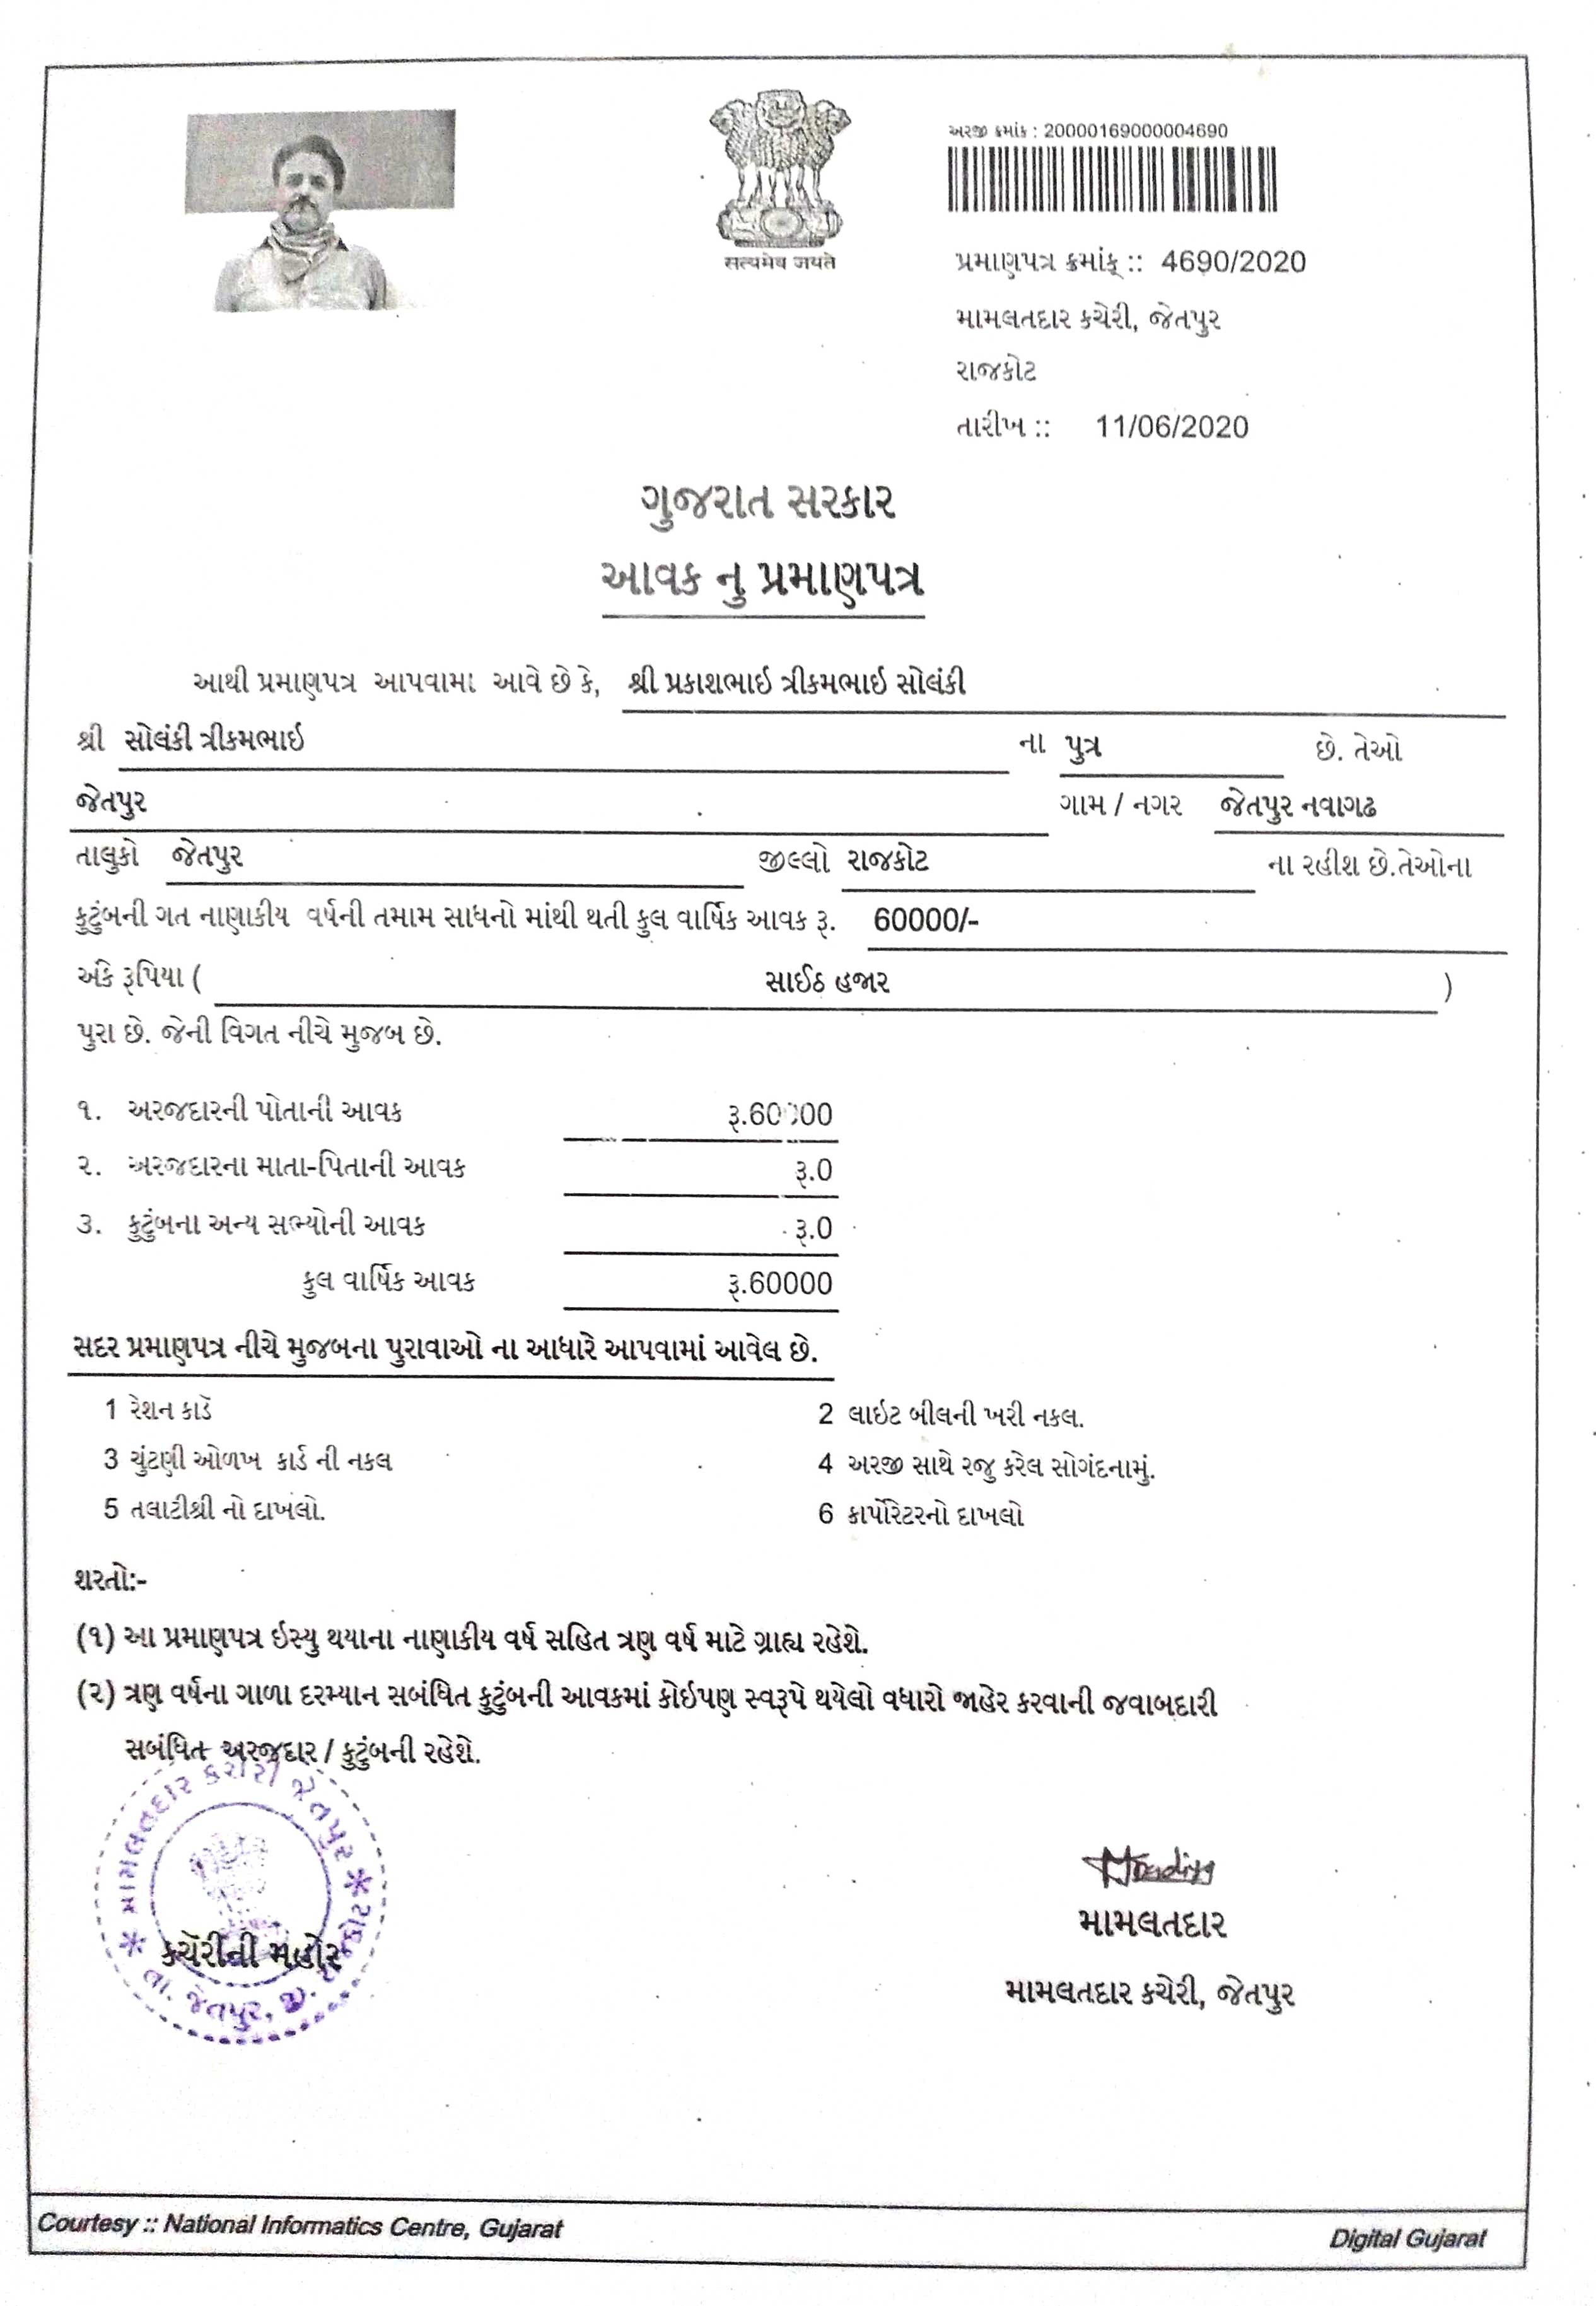 અરજી ક્રમાંક : 20000169000004690
सत्यमेव जयते
પ્રમાણપત્ર ક્રમાંક્ :: 4690/2020
મામલતદાર કચેરી, જેતપુર
રાજકોટ
તારીખ :: 11/06/2020
ગુજરાત સરકાર
આવક નુ પ્રમાણપત્ર
આથી પ્રમાણપત્ર આપવામા આવે છે કે, શ્રી પ્રકાશભાઇ ત્રીકમભાઇ સોલંકી
શ્રી સોલંકી ત્રીકમભાઇ ના પુત્ર છે. તેઓ
જેતપુર ગામ / નગર જેતપુર નવાગઢ
તાલુકો જેતપુર જીલ્લો રાજકોટ ના રહીશ છે.તેઓના
કુટુંબની ગત નાણાકીય વર્ષની તમામ સાધનો માંથી થતી કુલ વાર્ષિક આવક રૂ. 60000/-
અંકે રૂપિયા ( સાઈઠ હજાર )
પુરા છે. જેની વિગત નીચે મુજબ છે.
૧. અરજદારની પોતાની આવક રૂ.60000
૨. અરજદારના માતા-પિતાની આવક રૂ.0
૩. કુટુંબના અન્ય સભ્યોની આવક રૂ.0
કુલ વાર્ષિક આવક રૂ.60000
સદર પ્રમાણપત્ર નીચે મુજબના પુરાવાઓ ના આધારે આપવામાં આવેલ છે.
1 રેશન કાર્ડ 2 લાઇટ બીલની ખરી નકલ.
3 ચુંટણી ઓળખ કાર્ડ ની નકલ 4 અરજી સાથે રજુ કરેલ સોગંદનામું.
5 તલાટીશ્રી નો દાખલો. 6 કાર્પોરેટરનો દાખલો
શરતો:-
(૧) આ પ્રમાણપત્ર ઇસ્યુ થયાના નાણાકીય વર્ષ સહિત ત્રણ વર્ષ માટે ગ્રાહ્ય રહેશે.
(૨) ત્રણ વર્ષના ગાળા દરમ્યાન સબંધિત કુટુંબની આવકમાં કોઇપણ સ્વરૂપે થયેલો વધારો જાહેર કરવાની જવાબદારી
સબંધિત અરજદાર / કુટુંબની રહેશે.
મામલતદાર કચેરી જેતપુર
તા. જેતપુર, જી. રાજકોટ
કચેરીની મહોર
મામલતદાર
મામલતદાર કચેરી, જેતપુર
Courtesy :: National Informatics Centre, Gujarat
Digital Gujarat